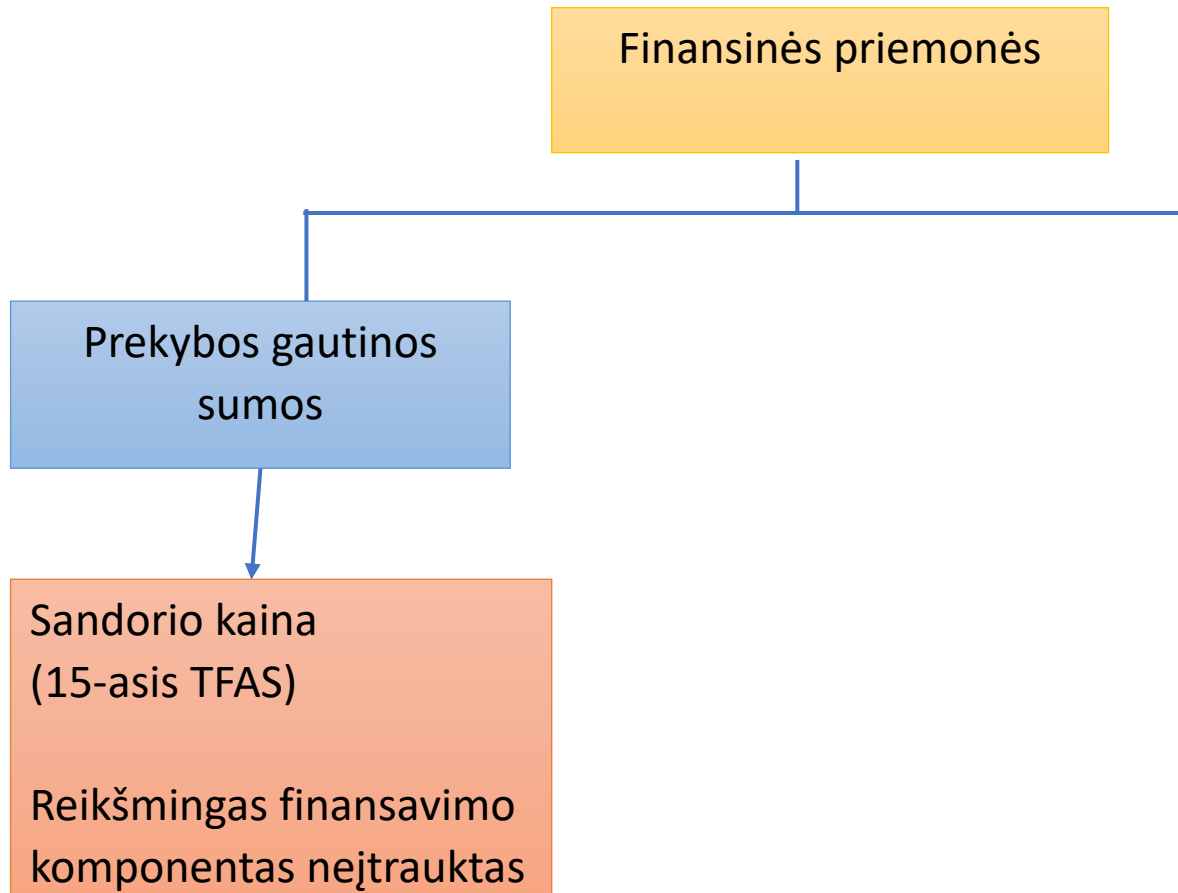 Finansinės priemonės
Prekybos gautinos
sumos
Sandorio kaina
(15-asis TFAS)
Reikšmingas finansavimo
komponentas neįtrauktas